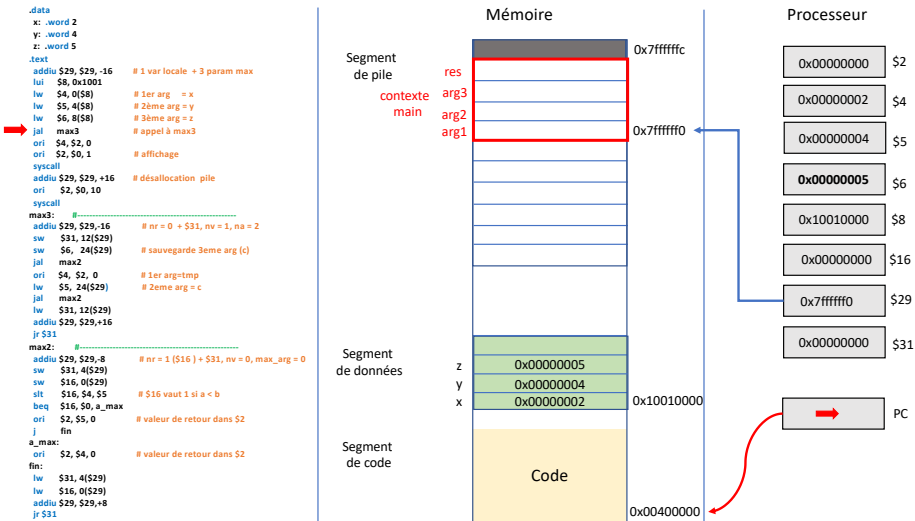 .data
x: .word 2
y: .word 4
z: .word 5
.text
addiu $29, $29, -16 # 1 var locale + 3 param max
lui $8, 0x1001
lw $4, 0($8) # 1er arg = x
lw $5, 4($8) # 2ème arg = y
lw $6, 8($8) # 3ème arg = z
jal max3 # appel à max3
ori $4, $2, 0
ori $2, $0, 1 # affichage
syscall
addiu $29, $29, +16 # désallocation pile
ori $2, $0, 10
syscall
max3: #----------------------------------------------------
addiu $29, $29,-16 # nr = 0 + $31, nv = 1, na = 2
sw $31, 12($29)
sw $6, 24($29) # sauvegarde 3eme arg (c)
jal max2
ori $4, $2, 0 # 1er arg=tmp
lw $5, 24($29) # 2eme arg = c
jal max2
lw $31, 12($29)
addiu $29, $29,+16
jr $31
max2: #----------------------------------------------------
addiu $29, $29,-8 # nr = 1 ($16 ) + $31, nv = 0, max_arg = 0
sw $31, 4($29)
sw $16, 0($29)
slt $16, $4, $5 # $16 vaut 1 si a < b
beq $16, $0, a_max
ori $2, $5, 0 # valeur de retour dans $2
j fin
a_max:
ori $2, $4, 0 # valeur de retour dans $2
fin:
lw $31, 4($29)
lw $16, 0($29)
addiu $29, $29,+8
jr $31
Mémoire
Segment
de pile
0x7ffffffc
res
arg3
arg2
arg1
contexte
main
0x7ffffff0
Segment
de données
z 0x00000005
y 0x00000004
x 0x00000002 0x10010000
Segment
de code
Code
0x00400000
Processeur
0x00000000 $2
0x00000002 $4
0x00000004 $5
0x00000005 $6
0x10010000 $8
0x00000000 $16
0x7ffffff0 $29
0x00000000 $31
PC